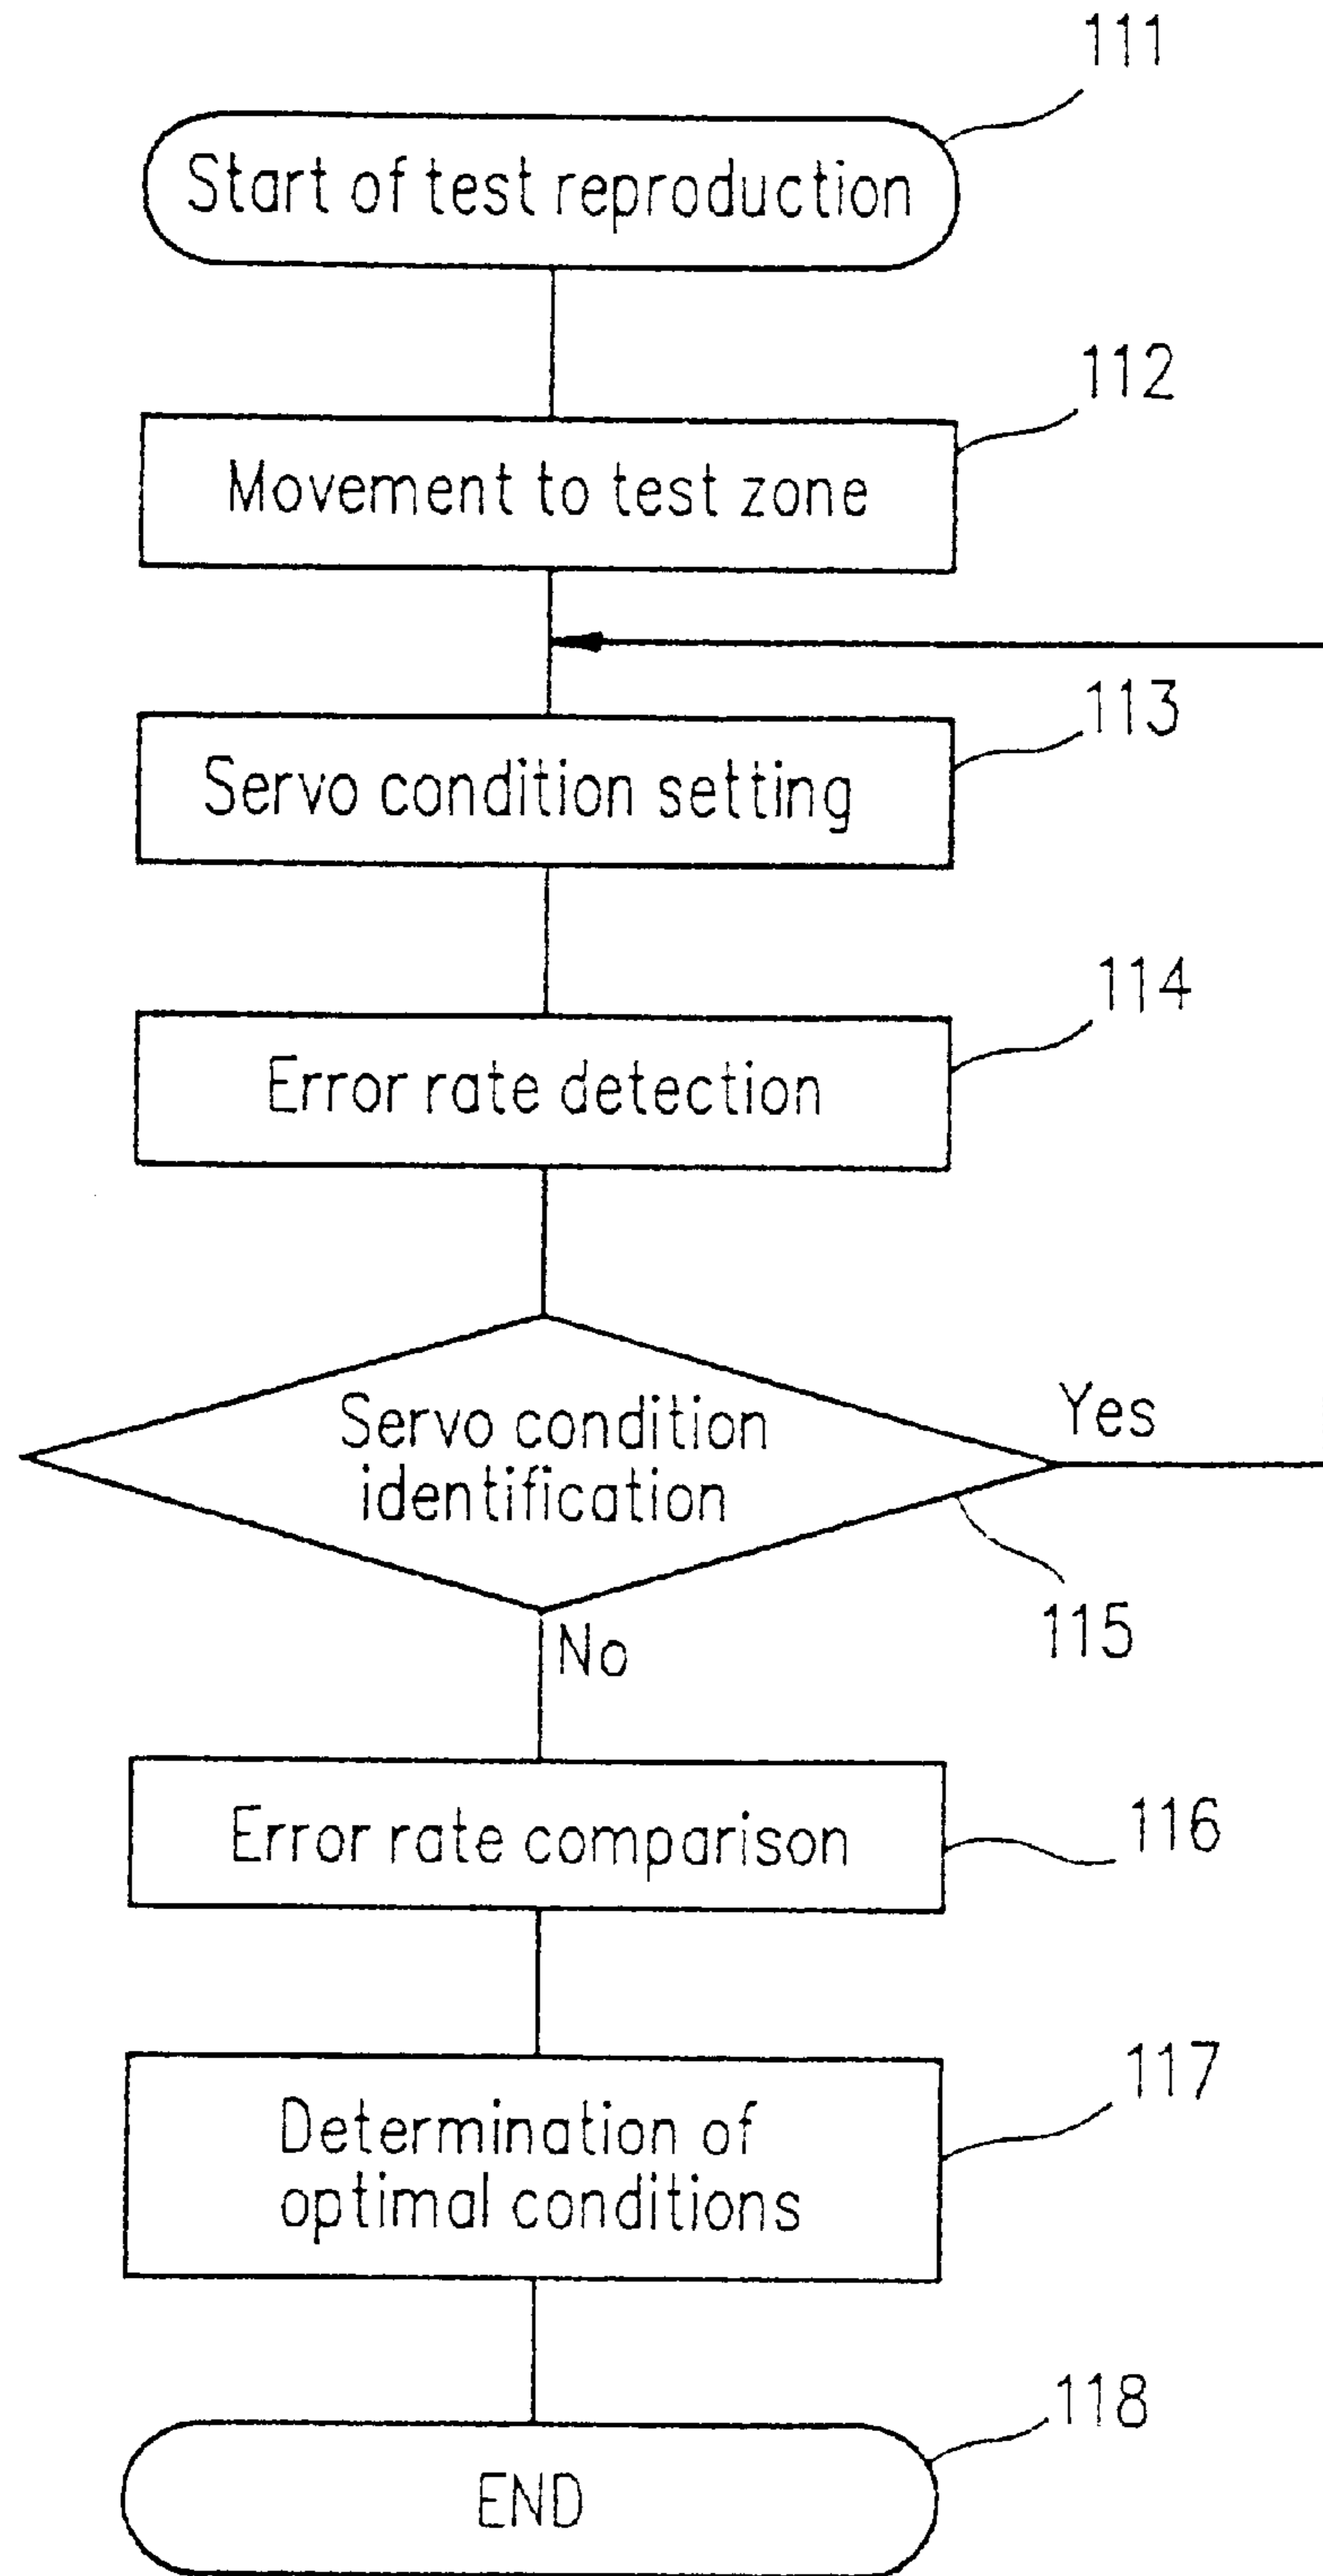 111
Start of test reproduction
112
Movement to test zone
113
Servo condition setting
114
Error rate detection
Servo condition
identification
Yes
115
No
116
Error rate comparison
117
Determination of
optimal conditions
118
END